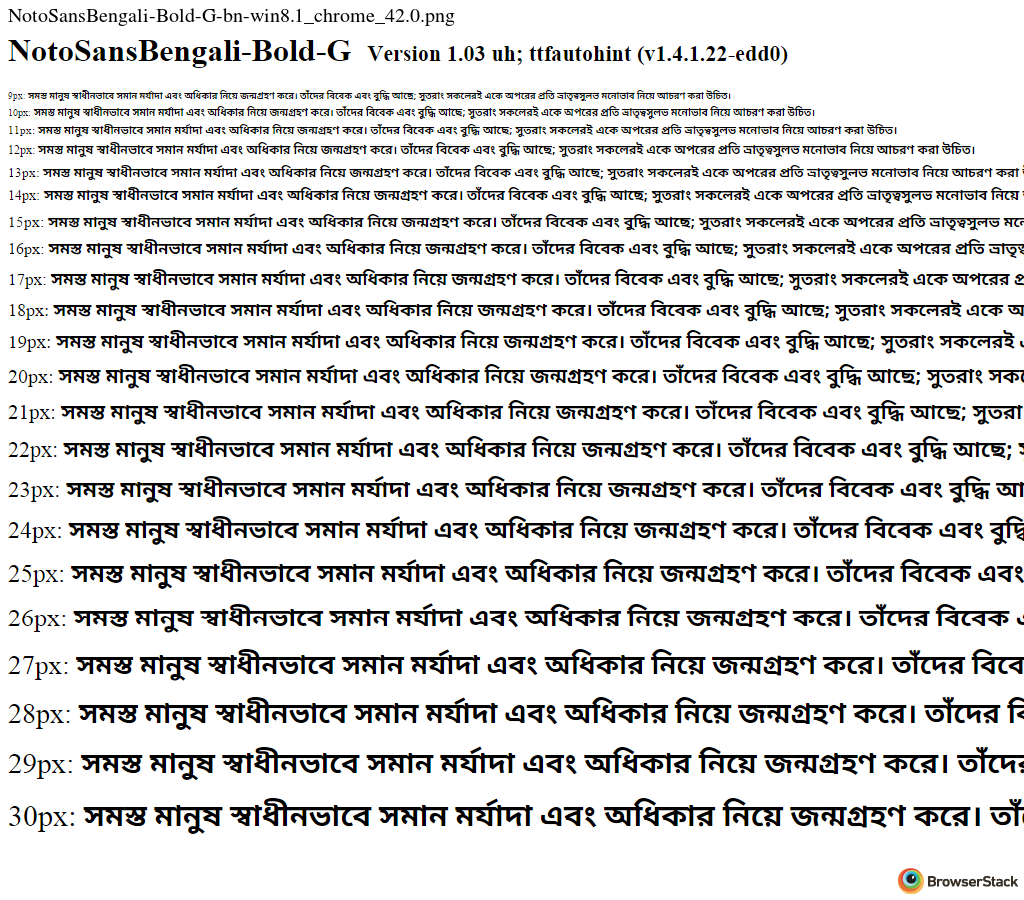 NotoSansBengali-Bold-G-bn-win8.1_chrome_42.0.png
NotoSansBengali-Bold-G Version 1.03 uh; ttfautohint (v1.4.1.22-edd0)
9px: সমস্ত মানুষ স্বাধীনভাবে সমান মর্যাদা এবং অধিকার নিয়ে জন্মগ্রহণ করে। তাঁদের বিবেক এবং বুদ্ধি আছে; সুতরাং সকলেরই একে অপরের প্রতি ভ্রাতৃত্বসুলভ মনোভাব নিয়ে আচরণ করা উচিত।
10px: সমস্ত মানুষ স্বাধীনভাবে সমান মর্যাদা এবং অধিকার নিয়ে জন্মগ্রহণ করে। তাঁদের বিবেক এবং বুদ্ধি আছে; সুতরাং সকলেরই একে অপরের প্রতি ভ্রাতৃত্বসুলভ মনোভাব নিয়ে আচরণ করা উচিত।
11px: সমস্ত মানুষ স্বাধীনভাবে সমান মর্যাদা এবং অধিকার নিয়ে জন্মগ্রহণ করে। তাঁদের বিবেক এবং বুদ্ধি আছে; সুতরাং সকলেরই একে অপরের প্রতি ভ্রাতৃত্বসুলভ মনোভাব নিয়ে আচরণ করা উচিত।
12px: সমস্ত মানুষ স্বাধীনভাবে সমান মর্যাদা এবং অধিকার নিয়ে জন্মগ্রহণ করে। তাঁদের বিবেক এবং বুদ্ধি আছে; সুতরাং সকলেরই একে অপরের প্রতি ভ্রাতৃত্বসুলভ মনোভাব নিয়ে আচরণ করা উচিত।
13px: সমস্ত মানুষ স্বাধীনভাবে সমান মর্যাদা এবং অধিকার নিয়ে জন্মগ্রহণ করে। তাঁদের বিবেক এবং বুদ্ধি আছে; সুতরাং সকলেরই একে অপরের প্রতি ভ্রাতৃত্বসুলভ মনোভাব নিয়ে আচরণ করা
14px: সমস্ত মানুষ স্বাধীনভাবে সমান মর্যাদা এবং অধিকার নিয়ে জন্মগ্রহণ করে। তাঁদের বিবেক এবং বুদ্ধি আছে; সুতরাং সকলেরই একে অপরের প্রতি ভ্রাতৃত্বসুলভ মনোভাব নিয়ে
15px: সমস্ত মানুষ স্বাধীনভাবে সমান মর্যাদা এবং অধিকার নিয়ে জন্মগ্রহণ করে। তাঁদের বিবেক এবং বুদ্ধি আছে; সুতরাং সকলেরই একে অপরের প্রতি ভ্রাতৃত্বসুলভ
16px: সমস্ত মানুষ স্বাধীনভাবে সমান মর্যাদা এবং অধিকার নিয়ে জন্মগ্রহণ করে। তাঁদের বিবেক এবং বুদ্ধি আছে; সুতরাং সকলেরই একে অপরের প্রতি
17px: সমস্ত মানুষ স্বাধীনভাবে সমান মর্যাদা এবং অধিকার নিয়ে জন্মগ্রহণ করে। তাঁদের বিবেক এবং বুদ্ধি আছে; সুতরাং সকলেরই একে অপরের
18px: সমস্ত মানুষ স্বাধীনভাবে সমান মর্যাদা এবং অধিকার নিয়ে জন্মগ্রহণ করে। তাঁদের বিবেক এবং বুদ্ধি আছে; সুতরাং সকলেরই একে
19px: সমস্ত মানুষ স্বাধীনভাবে সমান মর্যাদা এবং অধিকার নিয়ে জন্মগ্রহণ করে। তাঁদের বিবেক এবং বুদ্ধি আছে; সুতরাং সকলেরই
20px: সমস্ত মানুষ স্বাধীনভাবে সমান মর্যাদা এবং অধিকার নিয়ে জন্মগ্রহণ করে। তাঁদের বিবেক এবং বুদ্ধি আছে; সুতরাং
21px: সমস্ত মানুষ স্বাধীনভাবে সমান মর্যাদা এবং অধিকার নিয়ে জন্মগ্রহণ করে। তাঁদের বিবেক এবং বুদ্ধি আছে;
22px: সমস্ত মানুষ স্বাধীনভাবে সমান মর্যাদা এবং অধিকার নিয়ে জন্মগ্রহণ করে। তাঁদের বিবেক এবং বুদ্ধি আছে;
23px: সমস্ত মানুষ স্বাধীনভাবে সমান মর্যাদা এবং অধিকার নিয়ে জন্মগ্রহণ করে। তাঁদের বিবেক এবং বুদ্ধি
24px: সমস্ত মানুষ স্বাধীনভাবে সমান মর্যাদা এবং অধিকার নিয়ে জন্মগ্রহণ করে। তাঁদের বিবেক এবং
25px: সমস্ত মানুষ স্বাধীনভাবে সমান মর্যাদা এবং অধিকার নিয়ে জন্মগ্রহণ করে। তাঁদের বিবেক এবং
26px: সমস্ত মানুষ স্বাধীনভাবে সমান মর্যাদা এবং অধিকার নিয়ে জন্মগ্রহণ করে। তাঁদের বিবেক
27px: সমস্ত মানুষ স্বাধীনভাবে সমান মর্যাদা এবং অধিকার নিয়ে জন্মগ্রহণ করে। তাঁদের
28px: সমস্ত মানুষ স্বাধীনভাবে সমান মর্যাদা এবং অধিকার নিয়ে জন্মগ্রহণ করে। তাঁদের
29px: সমস্ত মানুষ স্বাধীনভাবে সমান মর্যাদা এবং অধিকার নিয়ে জন্মগ্রহণ করে।
30px: সমস্ত মানুষ স্বাধীনভাবে সমান মর্যাদা এবং অধিকার নিয়ে জন্মগ্রহণ করে।
BrowserStack